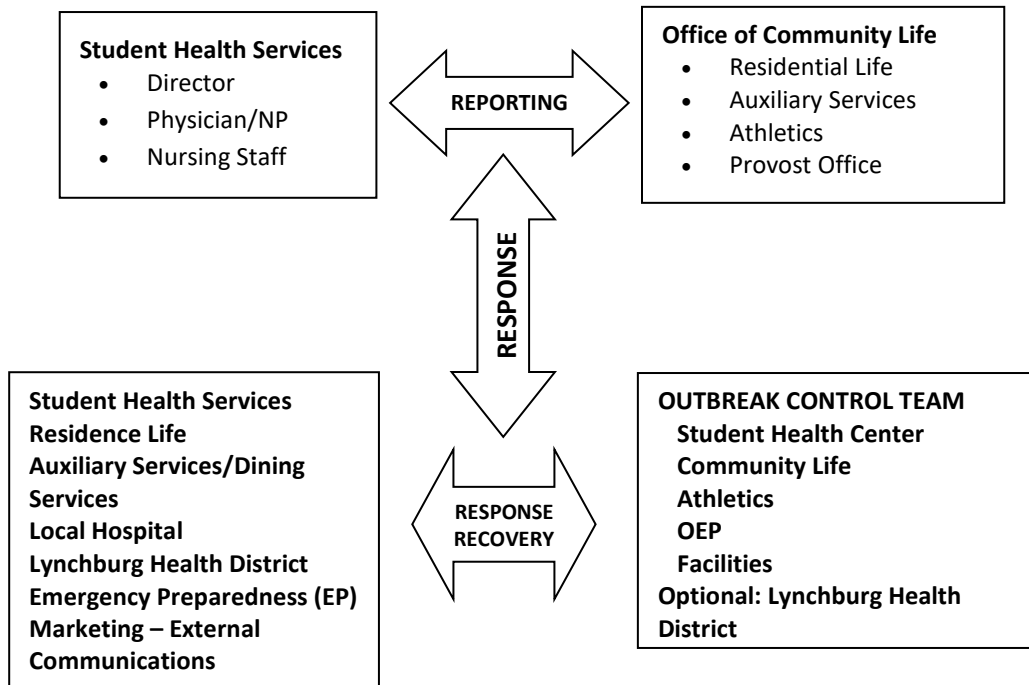 Student Health Services
• Director
• Physician/NP
• Nursing Staff
REPORTING
Office of Community Life
• Residential Life
• Auxiliary Services
• Athletics
• Provost Office
RESPONSE
Student Health Services
Residence Life
Auxiliary Services/Dining
Services
Local Hospital
Lynchburg Health District
Emergency Preparedness (EP)
Marketing – External
Communications
RESPONSE
RECOVERY
OUTBREAK CONTROL TEAM
Student Health Center
Community Life
Athletics
OEP
Facilities
Optional: Lynchburg Health
District